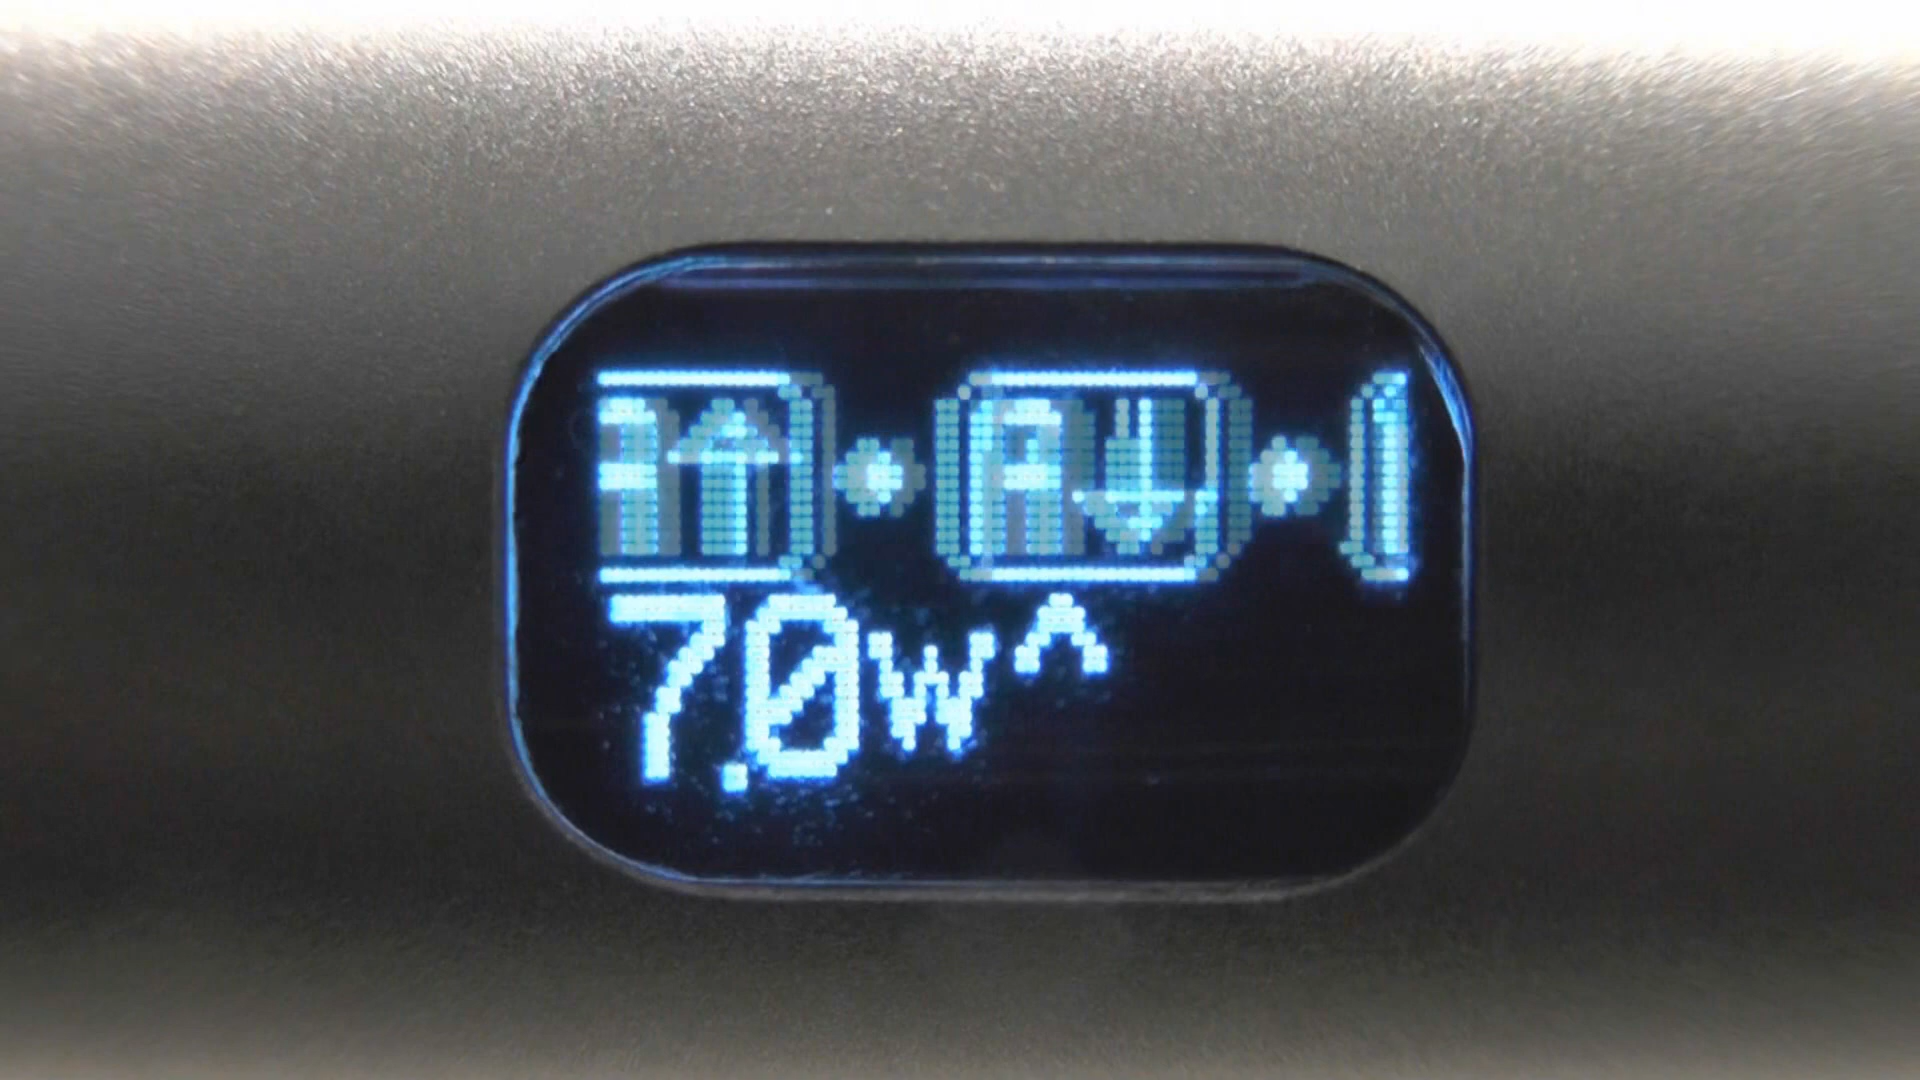 A↑ • A↓ •
7.0w^